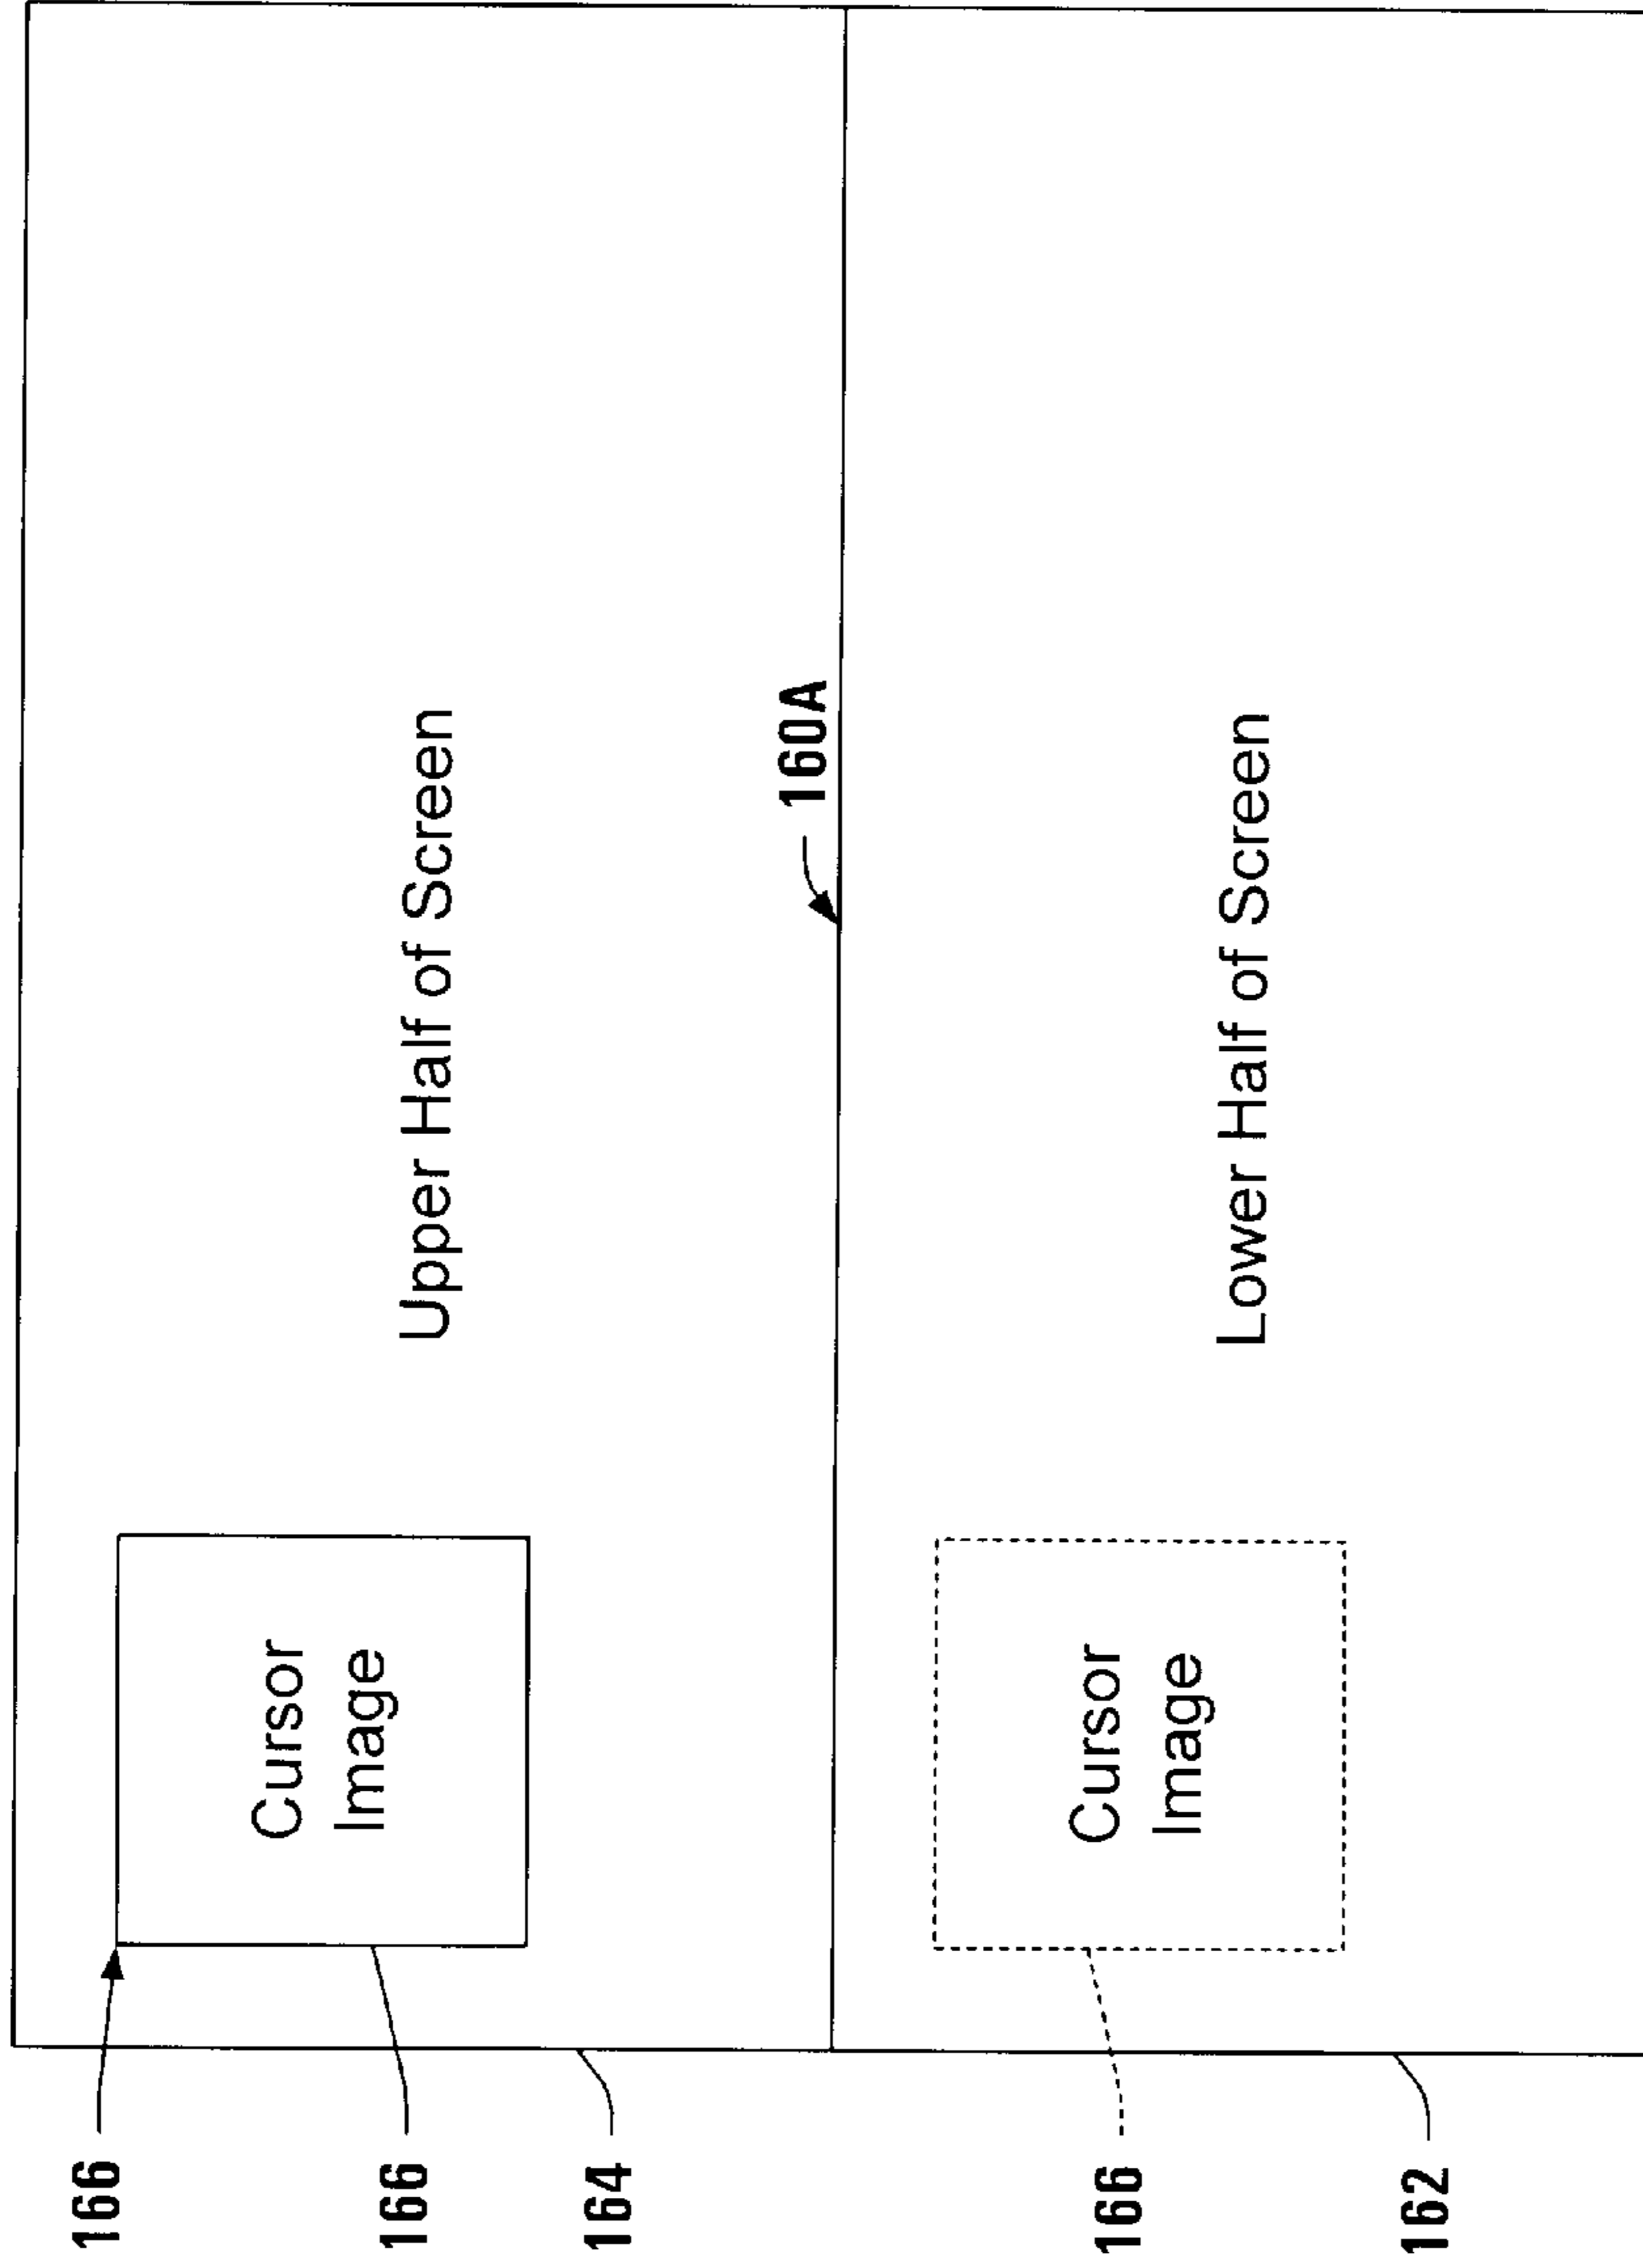 166
Cursor
Image
166
Upper Half of Screen
164
160A
Cursor
Image
166
Lower Half of Screen
162